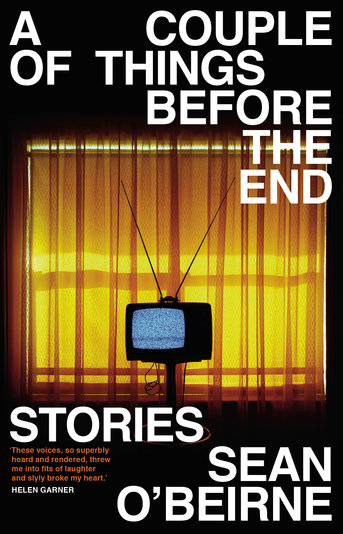 A COUPLE
OF THINGS
BEFORE
THE
END
STORIES
'These voices, so superbly
heard and rendered, threw
me into fits of laughter
and slyly broke my heart.'
HELEN GARNER
SEAN
O'BEIRNE